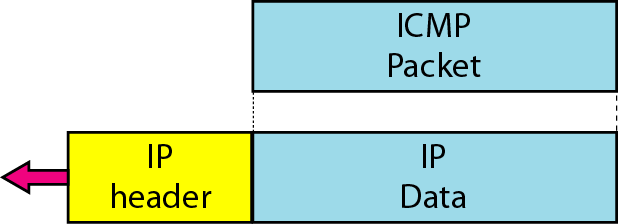 ICMP
Packet
IP
header
IP
Data